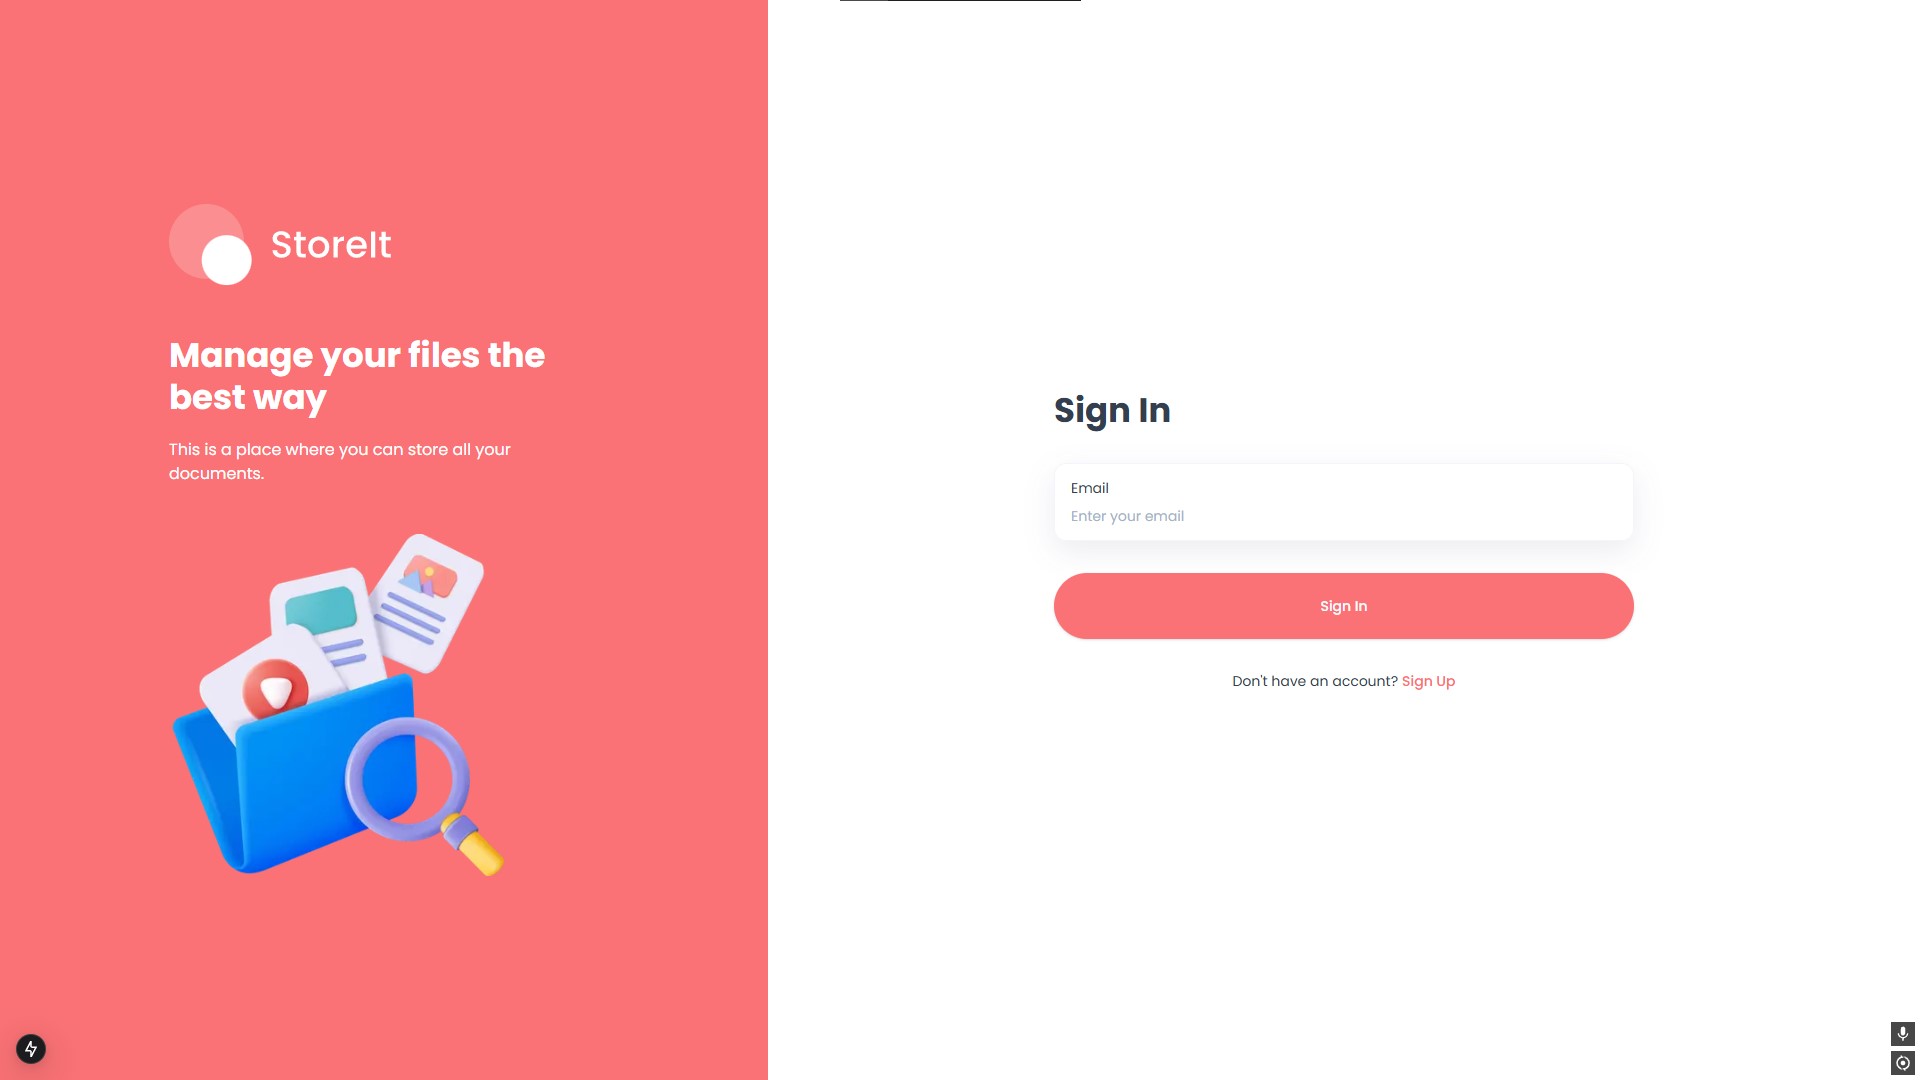 StoreIt
Manage your files the
best way
This is a place where you can store all your
documents.
Sign In
Email
Enter your email
Sign In
Don't have an account? Sign Up